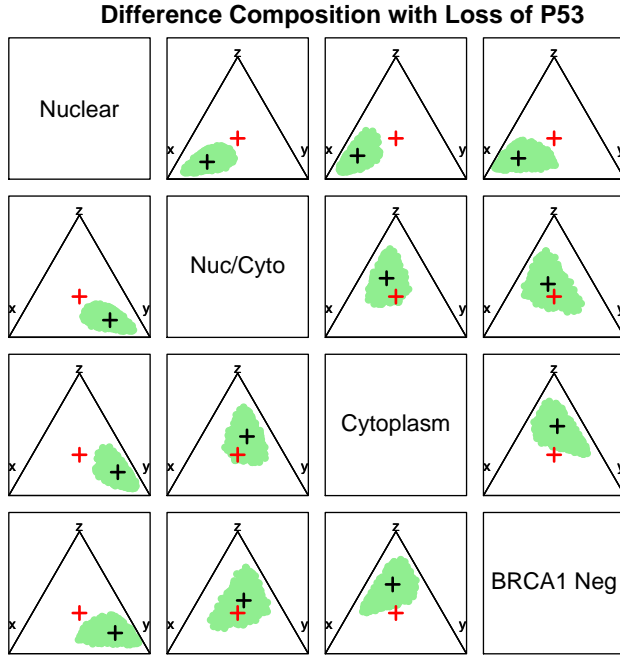 Difference Composition with Loss of P53
Nuclear
z
x
y
z
x
y
z
x
y
z
x
y
Nuc/Cyto
z
x
y
z
x
y
z
x
y
z
x
y
Cytoplasm
z
x
y
z
x
y
z
x
y
z
x
y
BRCA1 Neg